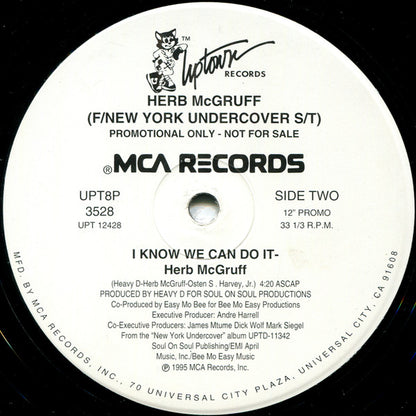 Uptown
TM
RECORDS
HERB McGRUFF
(F/NEW YORK UNDERCOVER S/T)
PROMOTIONAL ONLY - NOT FOR SALE
®MCA RECORDS
UPT8P
3528
UPT 12428
SIDE TWO
12" PROMO
33 1/3 R.P.M.
I KNOW WE CAN DO IT-
Herb McGruff
(Heavy D-Herb McGruff-Osten S . Harvey, Jr.) 4:20 ASCAP
PRODUCED BY HEAVY D FOR SOUL ON SOUL PRODUCTIONS
Co-Produced by Easy Mo Bee for Bee Mo Easy Productions
Executive Producer: Andre Harrell
Co-Executive Producers: James Mtume Dick Wolf Mark Siegel
From the "New York Undercover" album UPTD-11342
Soul On Soul Publishing/EMI April
Music, Inc./Bee Mo Easy Music
℗ 1995 MCA Records, Inc.
MFD. BY MCA RECORDS, INC., 70 UNIVERSAL CITY PLAZA, UNIVERSAL CITY, CA 91608